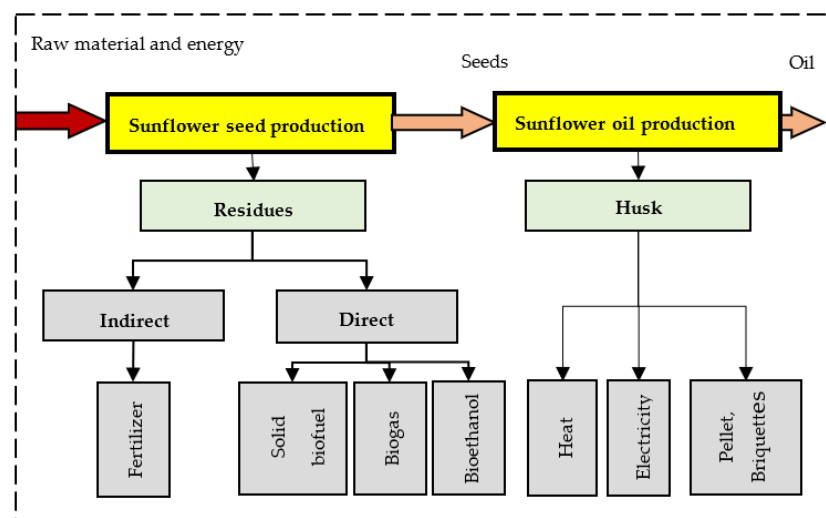 Raw material and energy
Seeds
Oil
Sunflower seed production
Sunflower oil production
Residues
Husk
Indirect
Direct
Fertilizer
Solid
biofuel
Biogas
Bioethanol
Heat
Electricity
Pellet,
Briquettes